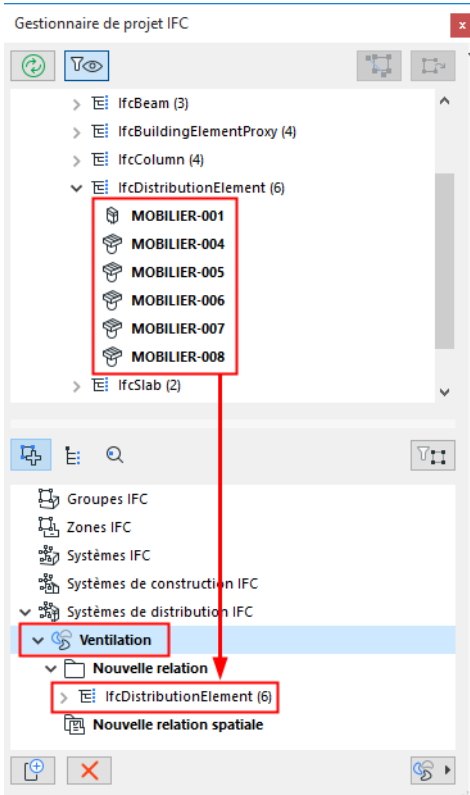 Gestionnaire de projet IFC
x
IfcBeam (3)
IfcBuildingElementProxy (4)
IfcColumn (4)
IfcDistributionElement (6)
MOBILIER-001
MOBILIER-004
MOBILIER-005
MOBILIER-006
MOBILIER-007
MOBILIER-008
IfcSlab (2)
Groupes IFC
Zones IFC
Systèmes IFC
Systèmes de construction IFC
Systèmes de distribution IFC
Ventilation
Nouvelle relation
IfcDistributionElement (6)
Nouvelle relation spatiale